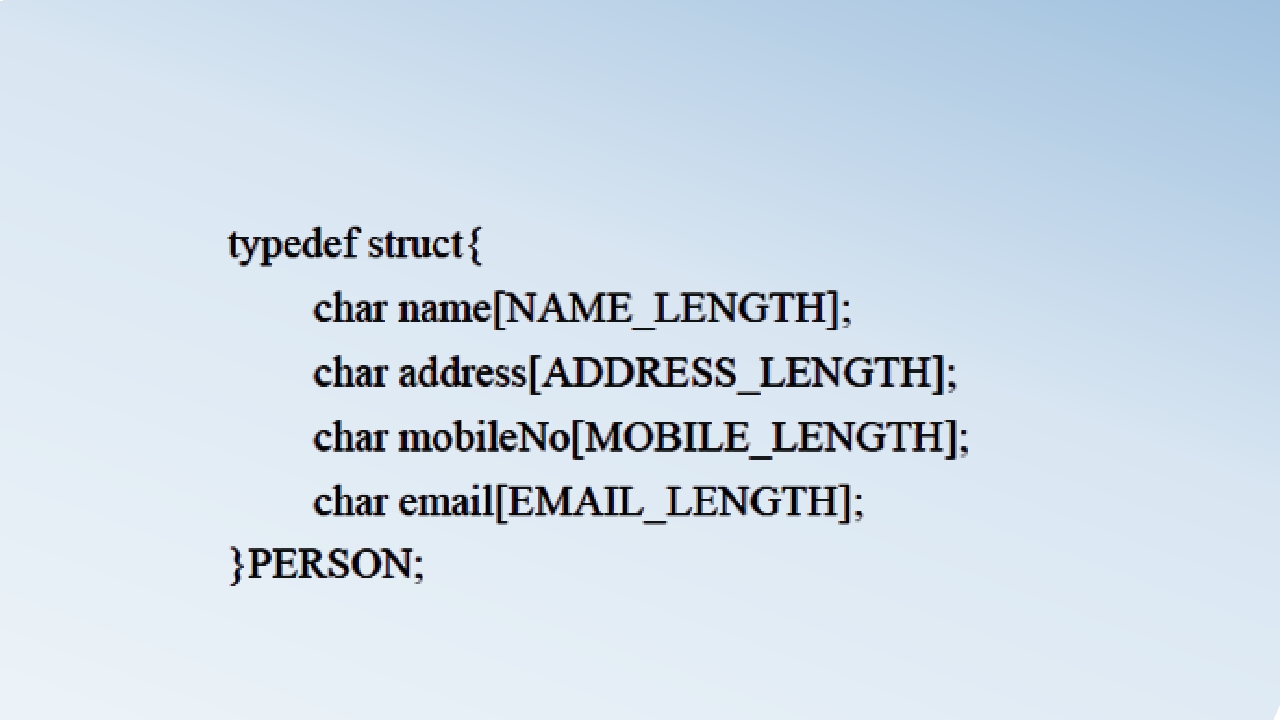 typedef struct{
char name[NAME_LENGTH];
char address[ADDRESS_LENGTH];
char mobileNo[MOBILE_LENGTH];
char email[EMAIL_LENGTH];
}PERSON;